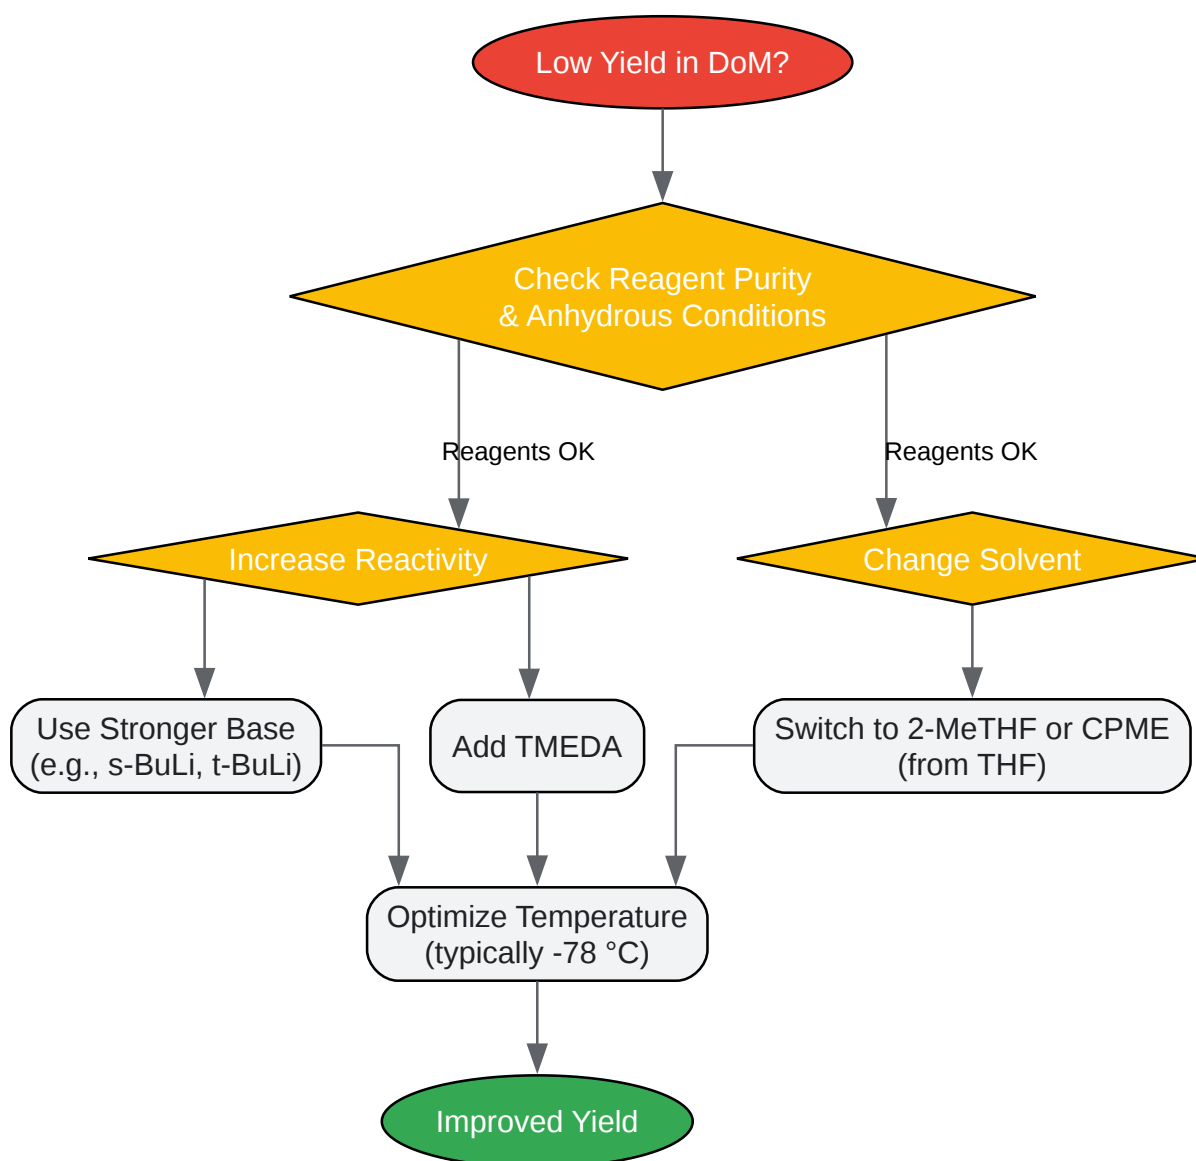 Low Yield in DoM?
Check Reagent Purity
& Anhydrous Conditions
Reagents OK
Reagents OK
Increase Reactivity
Change Solvent
Use Stronger Base
(e.g., s-BuLi, t-BuLi)
Add TMEDA
Switch to 2-MeTHF or CPME
(from THF)
Optimize Temperature
(typically -78 °C)
Improved Yield